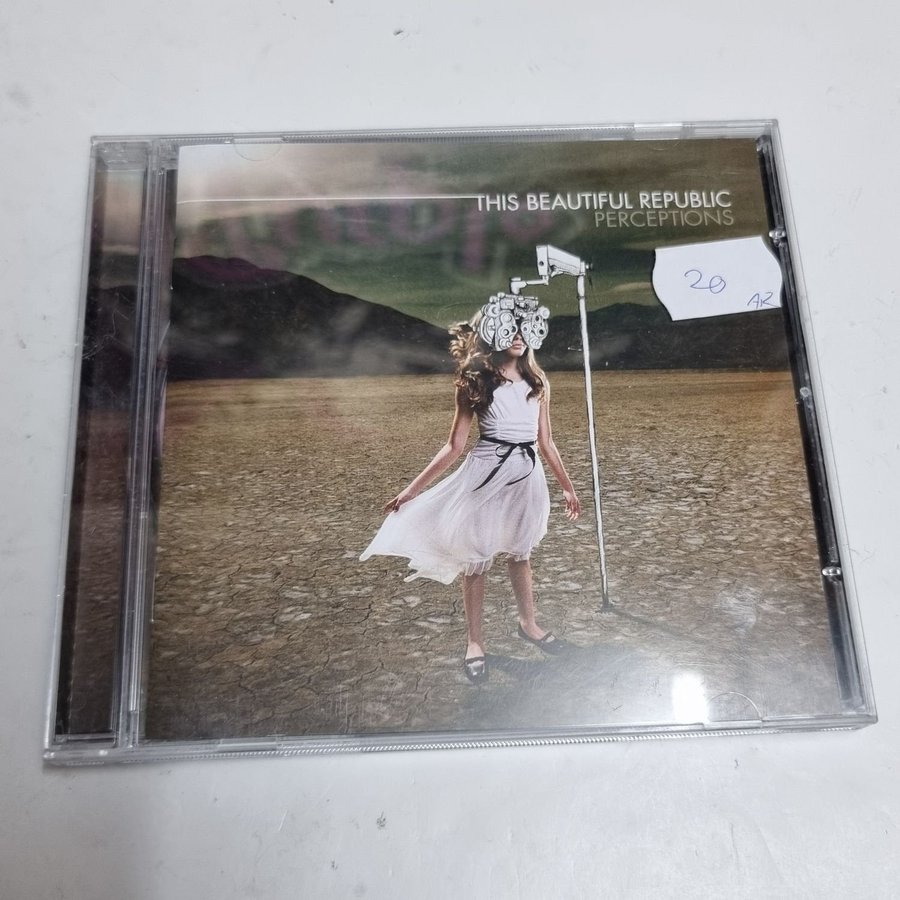 THIS BEAUTIFUL REPUBLIC
PERCEPTIONS
20
AR